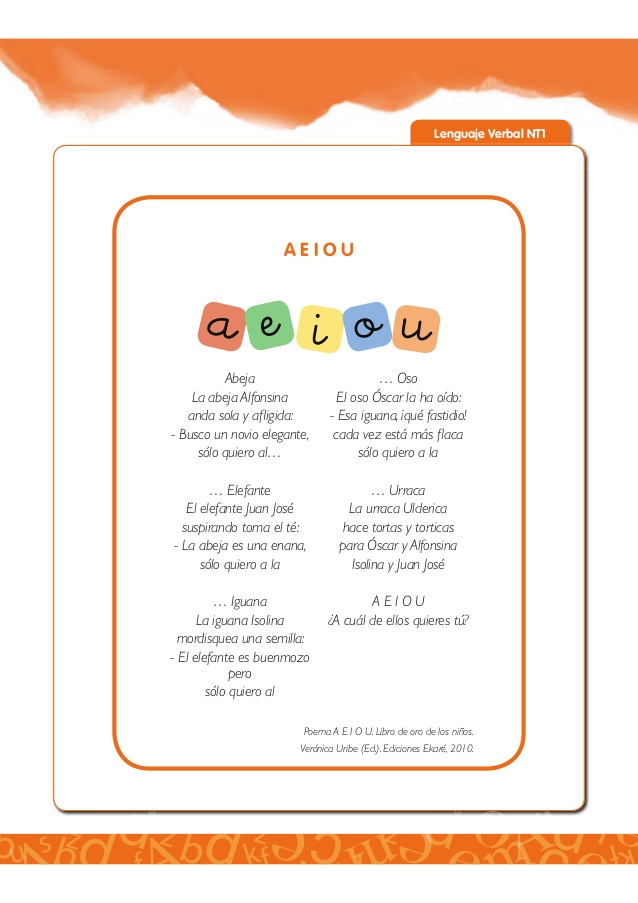 Lenguaje Verbal NT1
A E I O U
a e i o u
Abeja
La abeja Alfonsina
anda sola y afligida:
- Busco un novio elegante,
sólo quiero al…
… Elefante
El elefante Juan José
suspirando toma el té:
- La abeja es una enana,
sólo quiero a la
… Iguana
La iguana Isolina
mordisquea una semilla:
- El elefante es buenmozo
pero
sólo quiero al
… Oso
El oso Óscar la ha oído:
- Esa iguana, ¡qué fastidio!
cada vez está más flaca
sólo quiero a la
… Urraca
La urraca Ulderica
hace tortas y torticas
para Óscar y Alfonsina
Isolina y Juan José
A E I O U
¿A cuál de ellos quieres tú?
Poema A E I O U. Libro de oro de los niños.
Verónica Uribe (Ed.). Ediciones Ekaré, 2010.